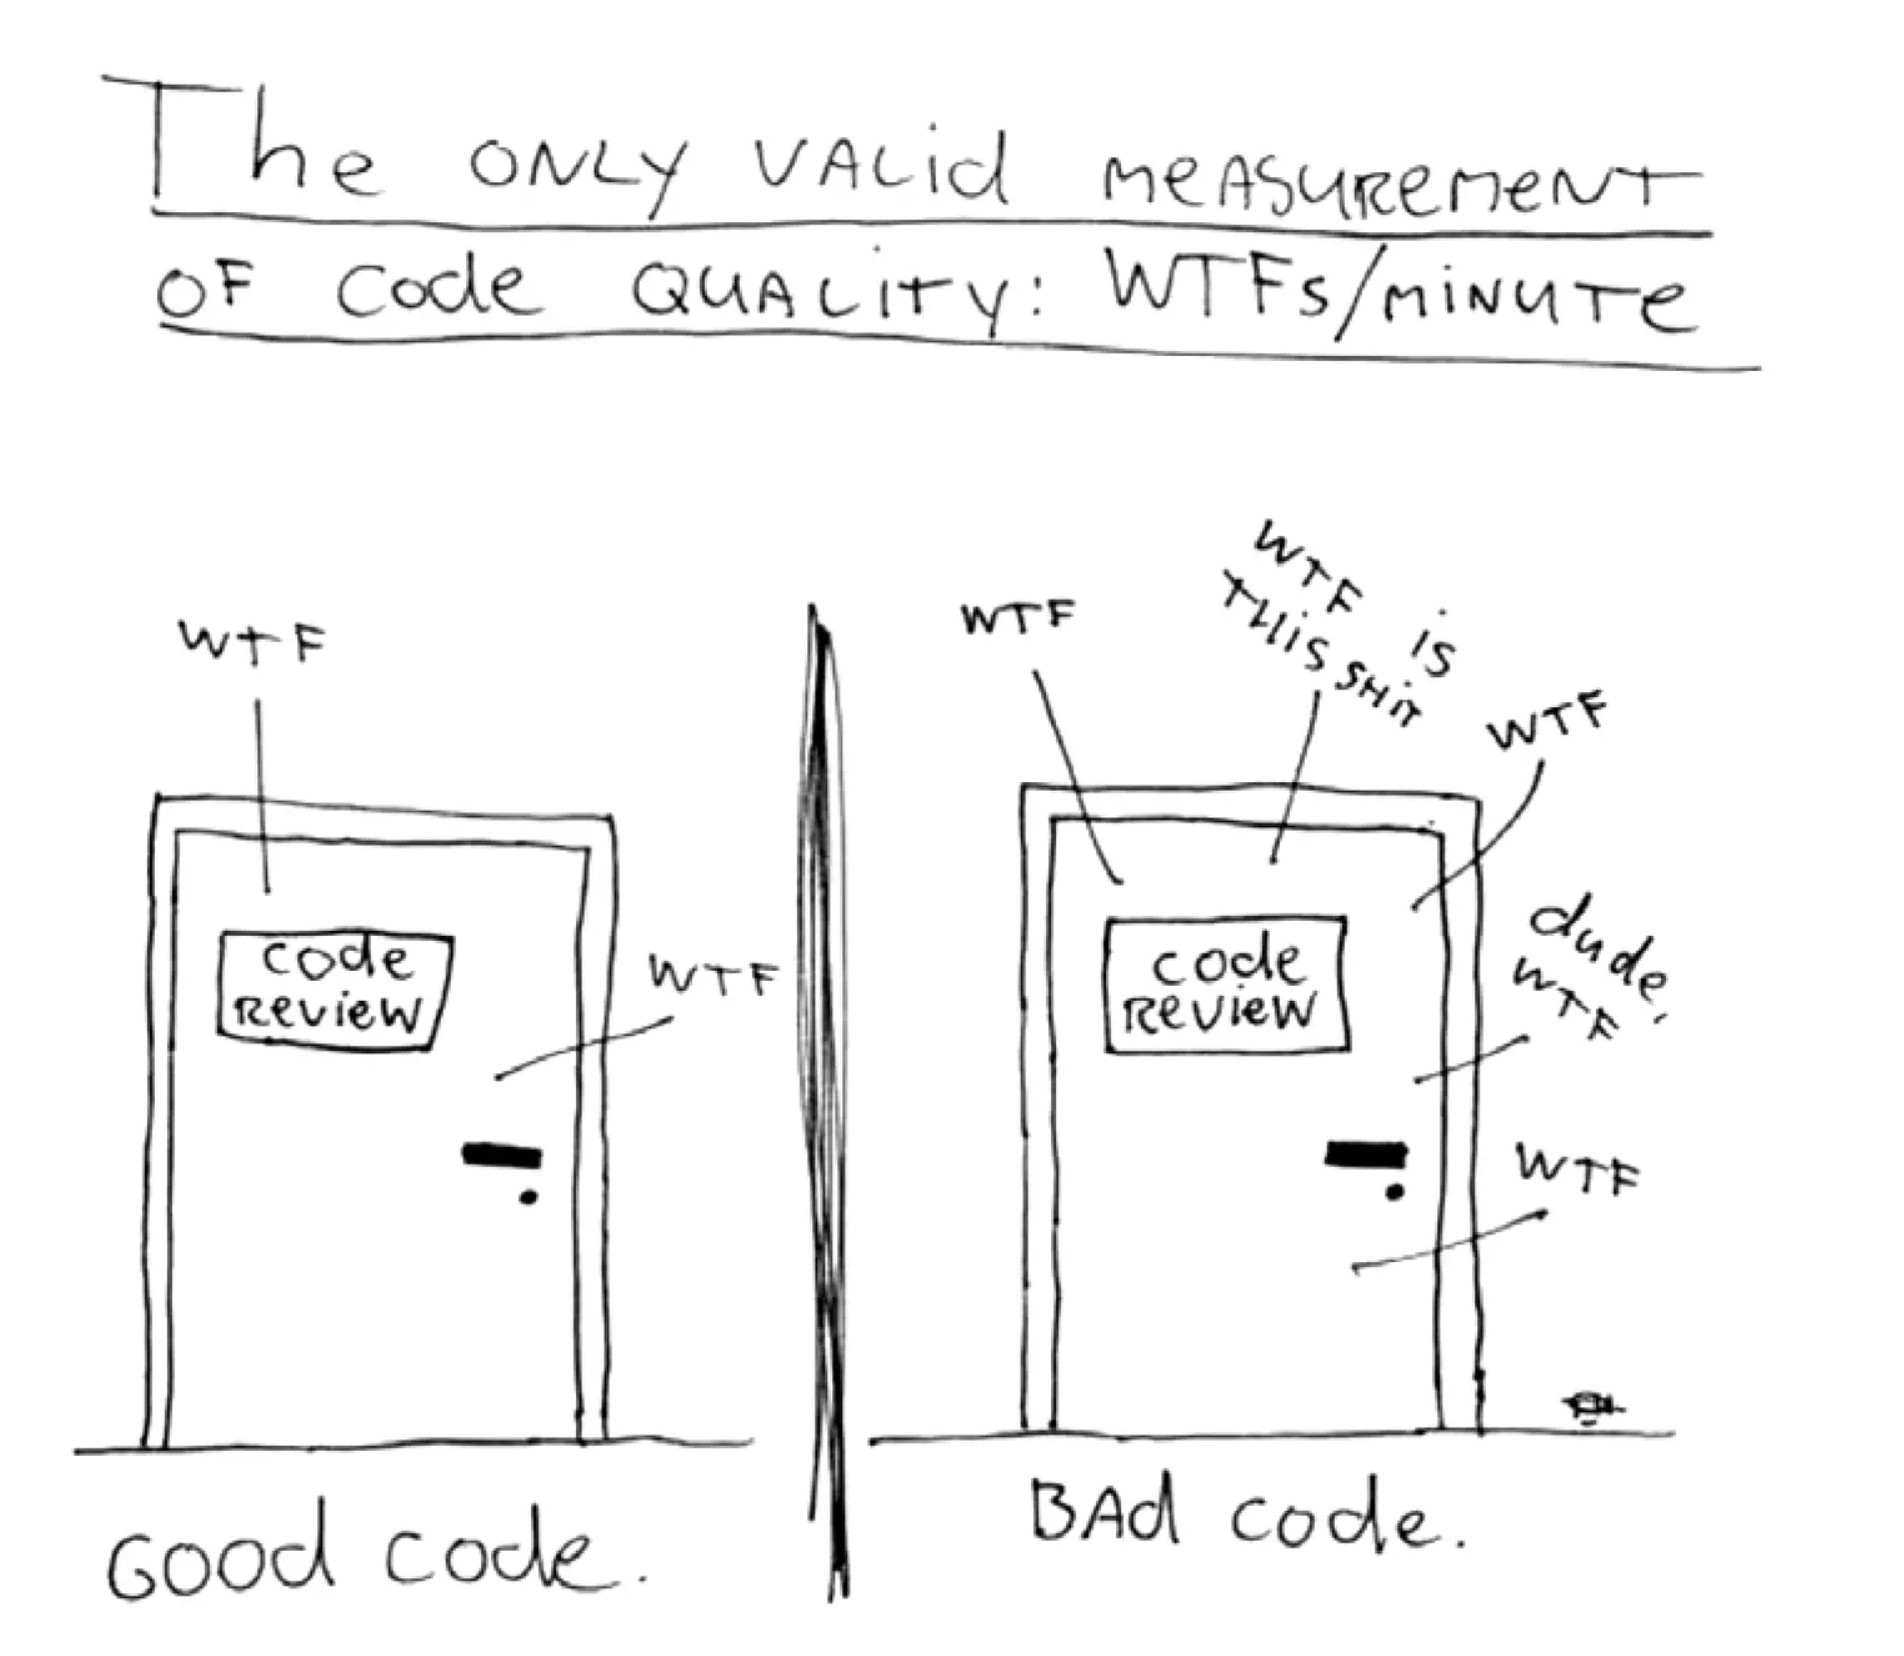 The ONLY VALid MeASUREMENT
OF Code QUALiTY: WTFs/MiNUTe
WTF
code
Review
WTF
GOOd code.
WTF
WTF is
THis SHiT
WTF
code
Review
dude,
WTF
WTF
BAd code.